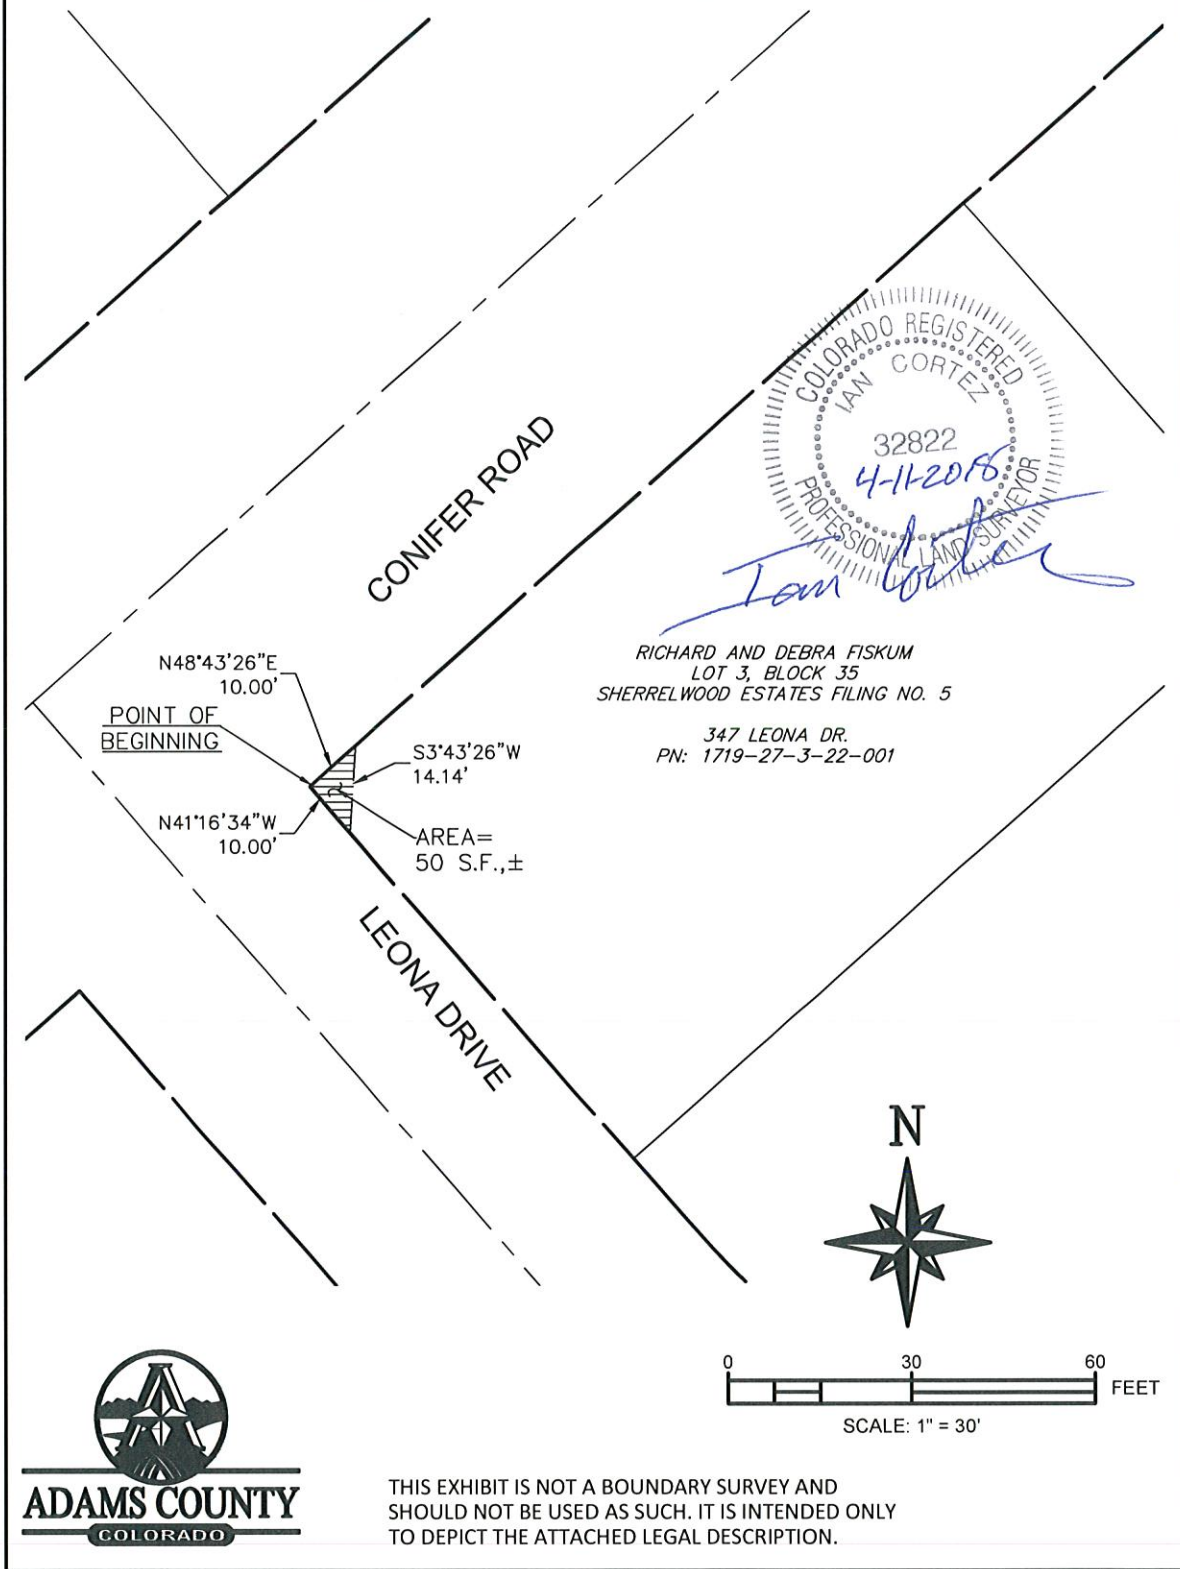 COLORADO REGISTERED
IAN CORTEZ
32822
4-11-2018
PROFESSIONAL LAND SURVEYOR
Ian Cortez
CONIFER ROAD
RICHARD AND DEBRA FISKUM
LOT 3, BLOCK 35
SHERRELWOOD ESTATES FILING NO. 5
347 LEONA DR.
PN: 1719-27-3-22-001
N48°43'26"E
10.00'
POINT OF
BEGINNING
S3°43'26"W
14.14'
N41°16'34"W
10.00'
AREA=
50 S.F.,±
LEONA DRIVE
N
0 30 60
FEET
SCALE: 1" = 30'
ADAMS COUNTY
COLORADO
THIS EXHIBIT IS NOT A BOUNDARY SURVEY AND
SHOULD NOT BE USED AS SUCH. IT IS INTENDED ONLY
TO DEPICT THE ATTACHED LEGAL DESCRIPTION.